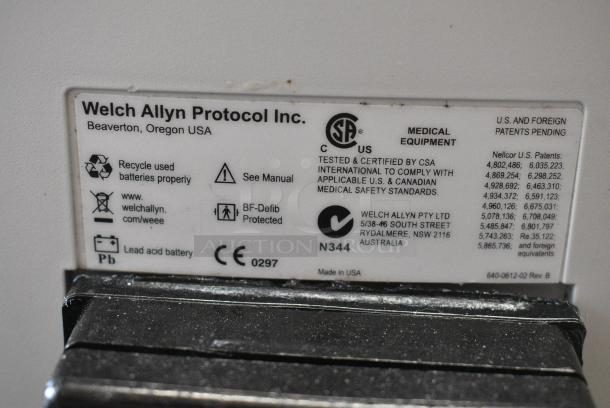 Welch Allyn Protocol Inc.
Beaverton, Oregon USA
Recycle used
batteries properly
www.
welchallyn.
com/weee
Pb
Lead acid battery
See Manual
BF-Defib
Protected
CE 0297
SA
C US
MEDICAL
EQUIPMENT
TESTED & CERTIFIED BY CSA
INTERNATIONAL TO COMPLY WITH
APPLICABLE U.S. & CANADIAN
MEDICAL SAFETY STANDARDS.
N344
WELCH ALLYN PTY LTD
5/38-46 SOUTH STREET
RYDALMERE, NSW 2116
AUSTRALIA
Made in USA
U.S. AND FOREIGN
PATENTS PENDING
Nellcor U.S. Patents:
4,802,486; 6,035,223;
4,869,254; 6,298,252;
4,928,692; 6,463,310;
4,934,372; 6,591,123;
4,960,126; 6,675,031;
5,078,136; 6,708,049;
5,485,847; 6,801,797
5,743,263; Re.35,122;
5,865,736; and foreign
equivalents
640-0612-02 Rev. B
AUCTION GROUP